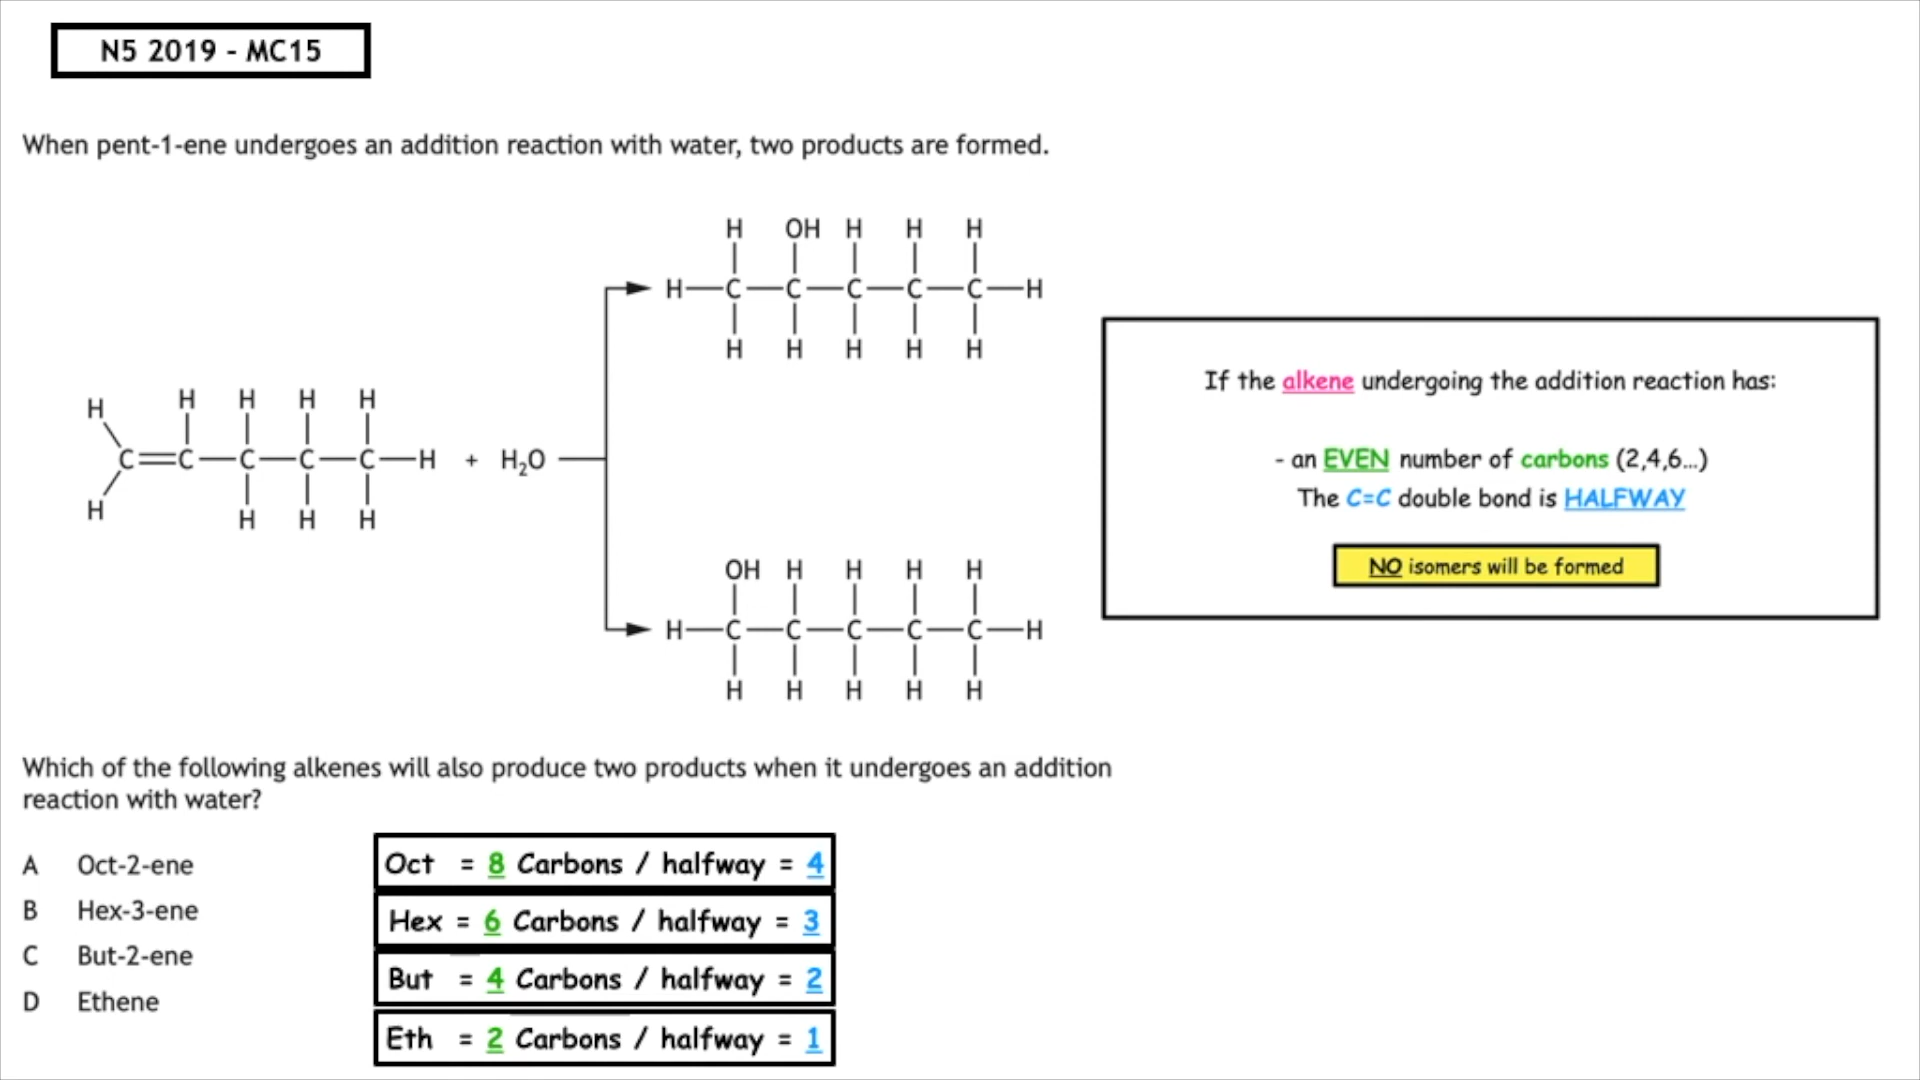 N5 2019 - MC15
When pent-1-ene undergoes an addition reaction with water, two products are formed.
H OH H H H
H—C—C—C—C—C—H
H H H H H
H H H H H
C=C—C—C—C—H + H₂O
H H H H
OH H H H H
H—C—C—C—C—C—H
H H H H H
If the alkene undergoing the addition reaction has:
- an EVEN number of carbons (2,4,6...)
The C=C double bond is HALFWAY
NO isomers will be formed
Which of the following alkenes will also produce two products when it undergoes an addition
reaction with water?
A Oct-2-ene
B Hex-3-ene
C But-2-ene
D Ethene
Oct = 8 Carbons / halfway = 4
Hex = 6 Carbons / halfway = 3
But = 4 Carbons / halfway = 2
Eth = 2 Carbons / halfway = 1